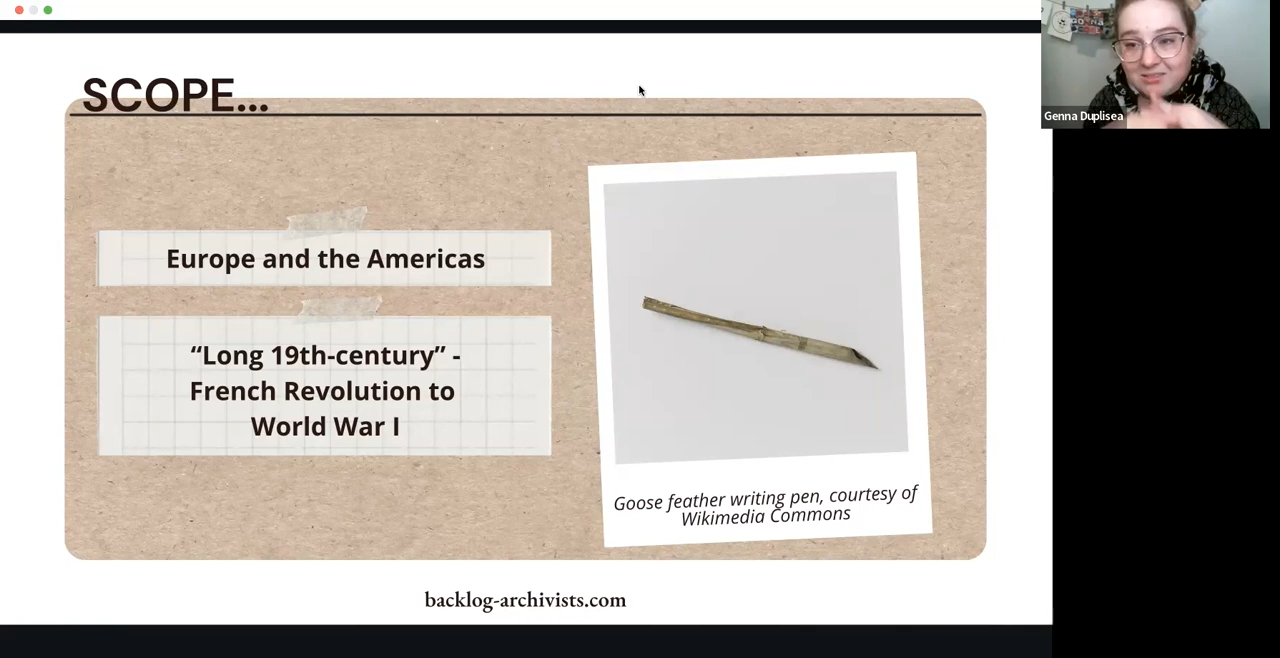 SCOPE...
Europe and the Americas
“Long 19th-century” -
French Revolution to
World War I
Goose feather writing pen, courtesy of
Wikimedia Commons
backlog-archivists.com
Genna Duplisea